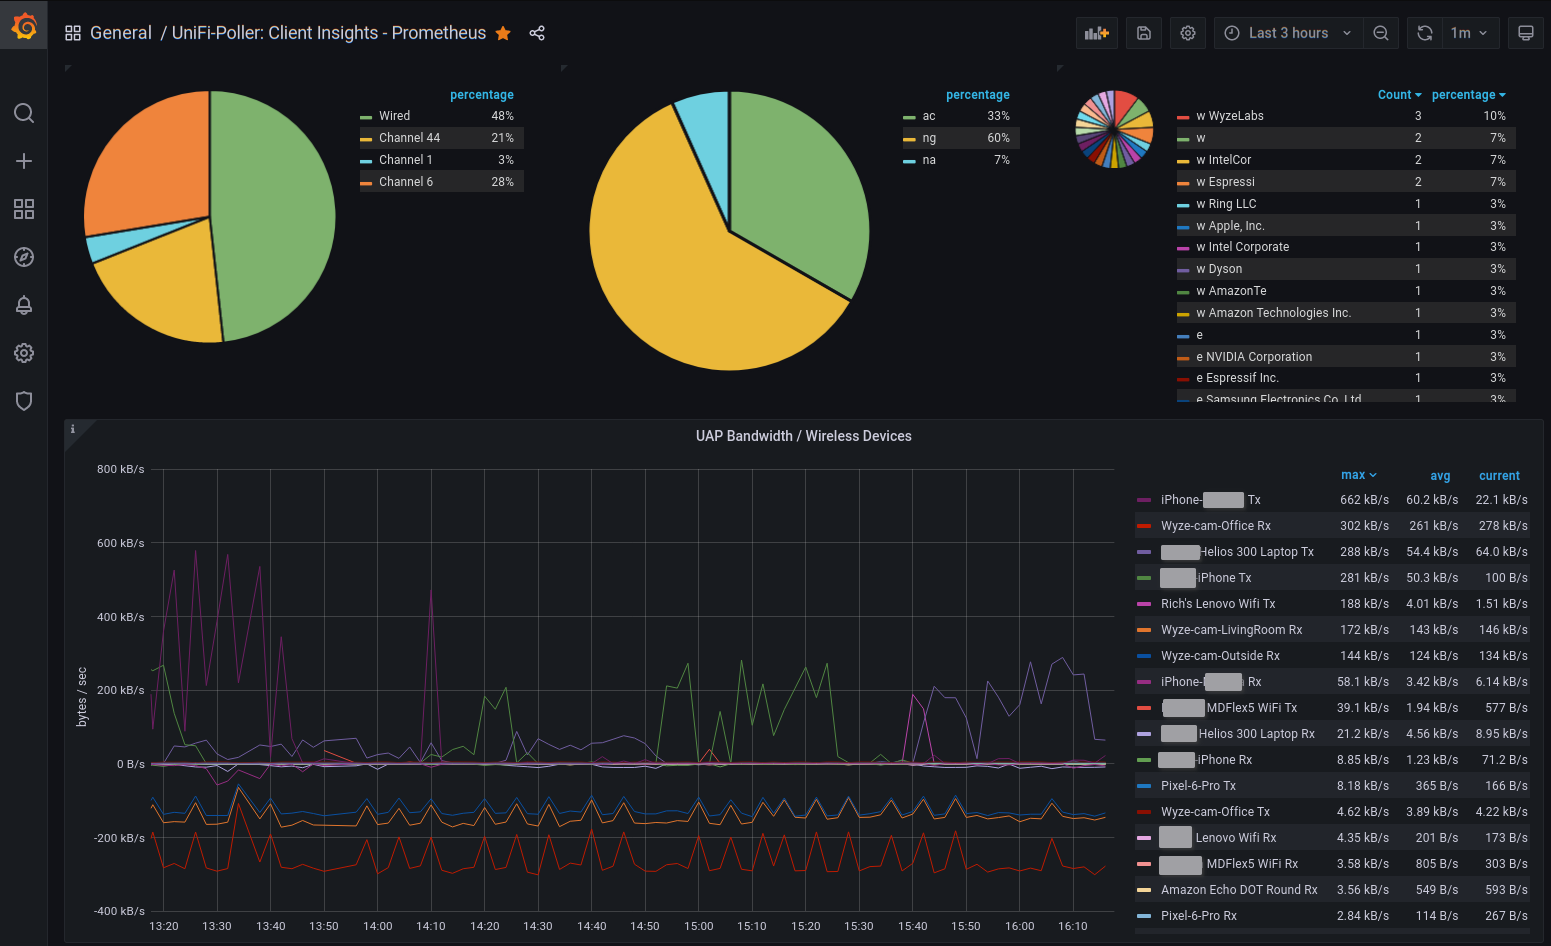 General / UniFi-Poller: Client Insights - Prometheus
Last 3 hours
1m
percentage
Wired 48%
Channel 44 21%
Channel 1 3%
Channel 6 28%
percentage
ac 33%
ng 60%
na 7%
Count percentage
w WyzeLabs 3 10%
w 2 7%
w IntelCor 2 7%
w Espressi 2 7%
w Ring LLC 1 3%
w Apple, Inc. 1 3%
w Intel Corporate 1 3%
w Dyson 1 3%
w AmazonTe 1 3%
w Amazon Technologies Inc. 1 3%
e 1 3%
e NVIDIA Corporation 1 3%
e Espressif Inc. 1 3%
e Samsung Electronics Co. Ltd 1 3%
i
UAP Bandwidth / Wireless Devices
bytes / sec
800 kB/s
600 kB/s
400 kB/s
200 kB/s
0 B/s
-200 kB/s
-400 kB/s
13:20 13:30 13:40 13:50 14:00 14:10 14:20 14:30 14:40 14:50 15:00 15:10 15:20 15:30 15:40 15:50 16:00 16:10
max avg current
iPhone- Tx 662 kB/s 60.2 kB/s 22.1 kB/s
Wyze-cam-Office Rx 302 kB/s 261 kB/s 278 kB/s
Helios 300 Laptop Tx 288 kB/s 54.4 kB/s 64.0 kB/s
-iPhone Tx 281 kB/s 50.3 kB/s 100 B/s
Rich's Lenovo Wifi Tx 188 kB/s 4.01 kB/s 1.51 kB/s
Wyze-cam-LivingRoom Rx 172 kB/s 143 kB/s 146 kB/s
Wyze-cam-Outside Rx 144 kB/s 124 kB/s 134 kB/s
iPhone- Rx 58.1 kB/s 3.42 kB/s 6.14 kB/s
MDFlex5 WiFi Tx 39.1 kB/s 1.94 kB/s 577 B/s
Helios 300 Laptop Rx 21.2 kB/s 4.56 kB/s 8.95 kB/s
-iPhone Rx 8.85 kB/s 1.23 kB/s 71.2 B/s
Pixel-6-Pro Tx 8.18 kB/s 365 B/s 166 B/s
Wyze-cam-Office Tx 4.62 kB/s 3.89 kB/s 4.22 kB/s
Lenovo Wifi Rx 4.35 kB/s 201 B/s 173 B/s
MDFlex5 WiFi Rx 3.58 kB/s 805 B/s 303 B/s
Amazon Echo DOT Round Rx 3.56 kB/s 549 B/s 593 B/s
Pixel-6-Pro Rx 2.84 kB/s 114 B/s 267 B/s